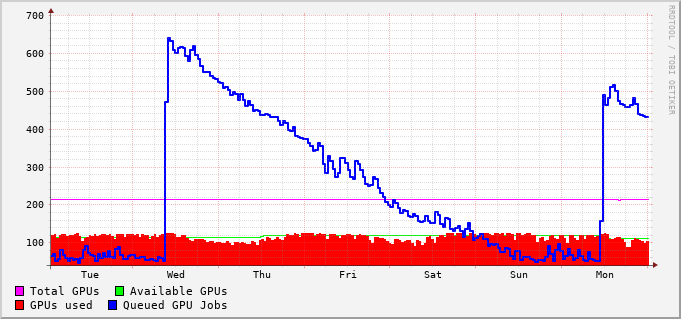 700
600
500
400
300
200
100
Tue Wed Thu Fri Sat Sun Mon
Total GPUs Available GPUs
GPUs used Queued GPU Jobs
RRDTOOL / TOBI OETIKER